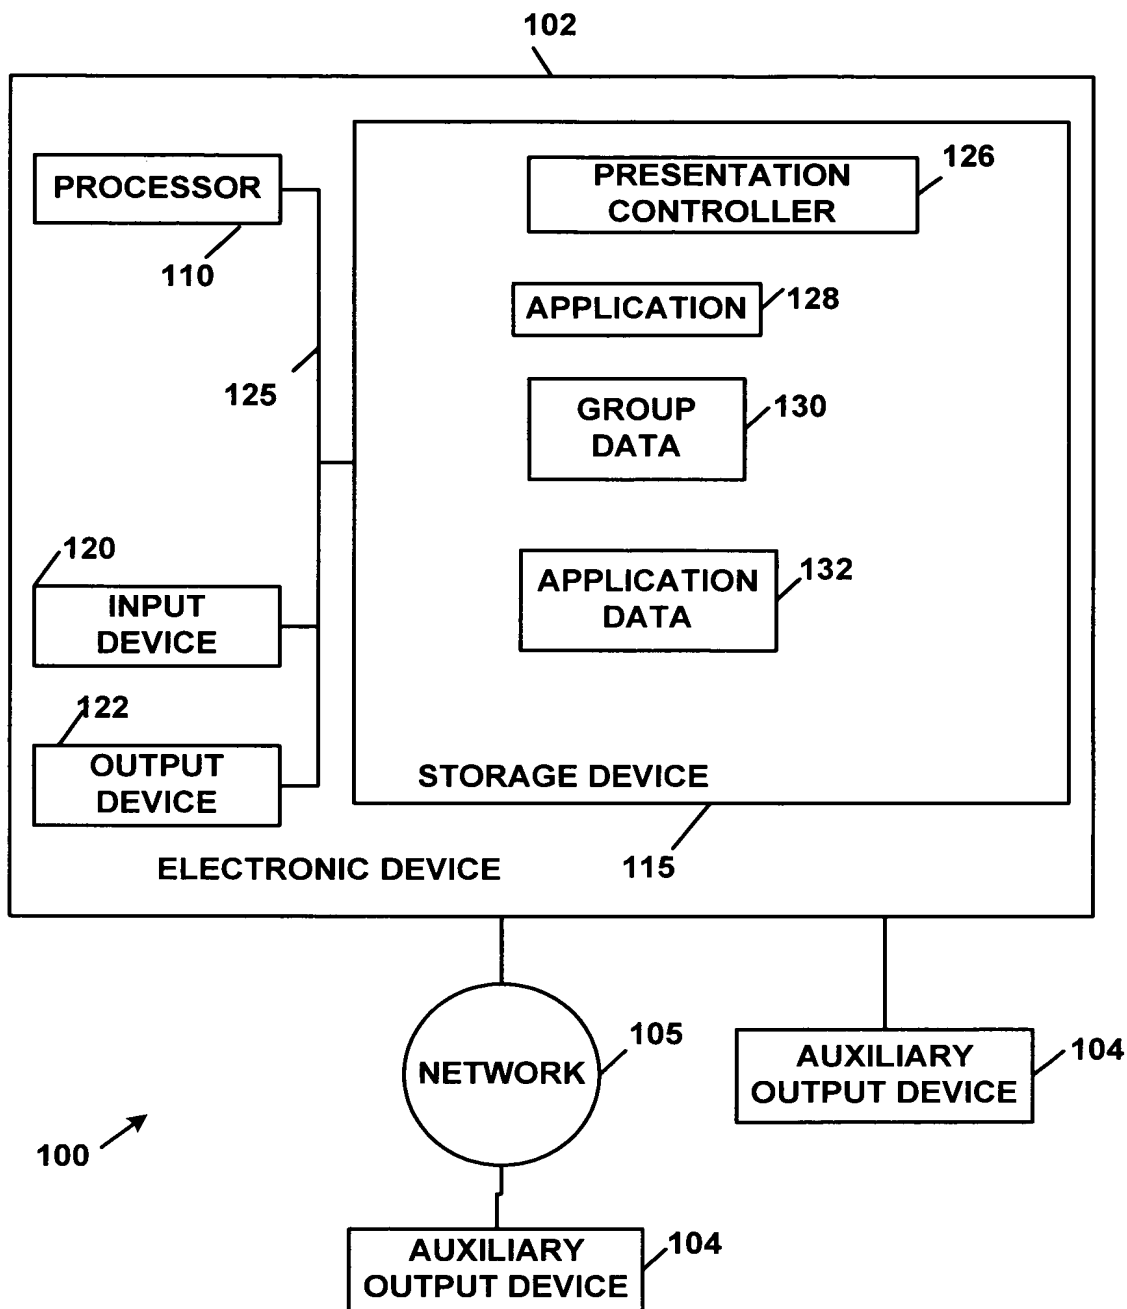 102
PROCESSOR
110
125
PRESENTATION
CONTROLLER
126
APPLICATION
128
GROUP
DATA
130
APPLICATION
DATA
132
120
INPUT
DEVICE
122
OUTPUT
DEVICE
STORAGE DEVICE
115
ELECTRONIC DEVICE
NETWORK
105
AUXILIARY
OUTPUT DEVICE
104
100
AUXILIARY
OUTPUT DEVICE
104